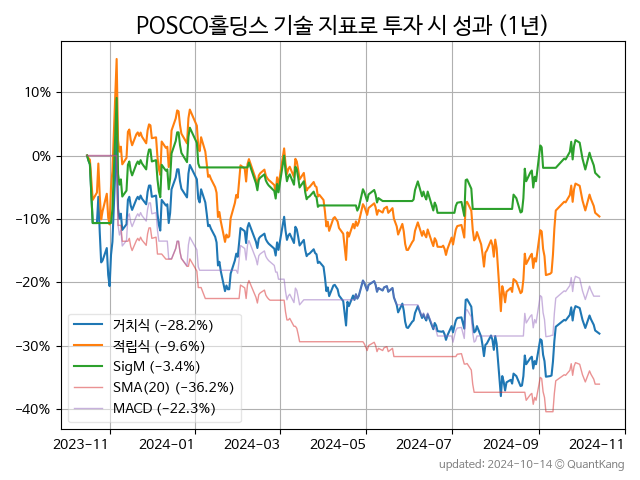 POSCO홀딩스 기술 지표로 투자 시 성과 (1년)
10%
0%
−10%
−20%
−30%
−40%
거치식 (−28.2%)
적립식 (−9.6%)
SigM (−3.4%)
SMA(20) (−36.2%)
MACD (−22.3%)
2023−11 2024−01 2024−03 2024−05 2024−07 2024−09 2024−11
updated: 2024-10-14 © QuantKang